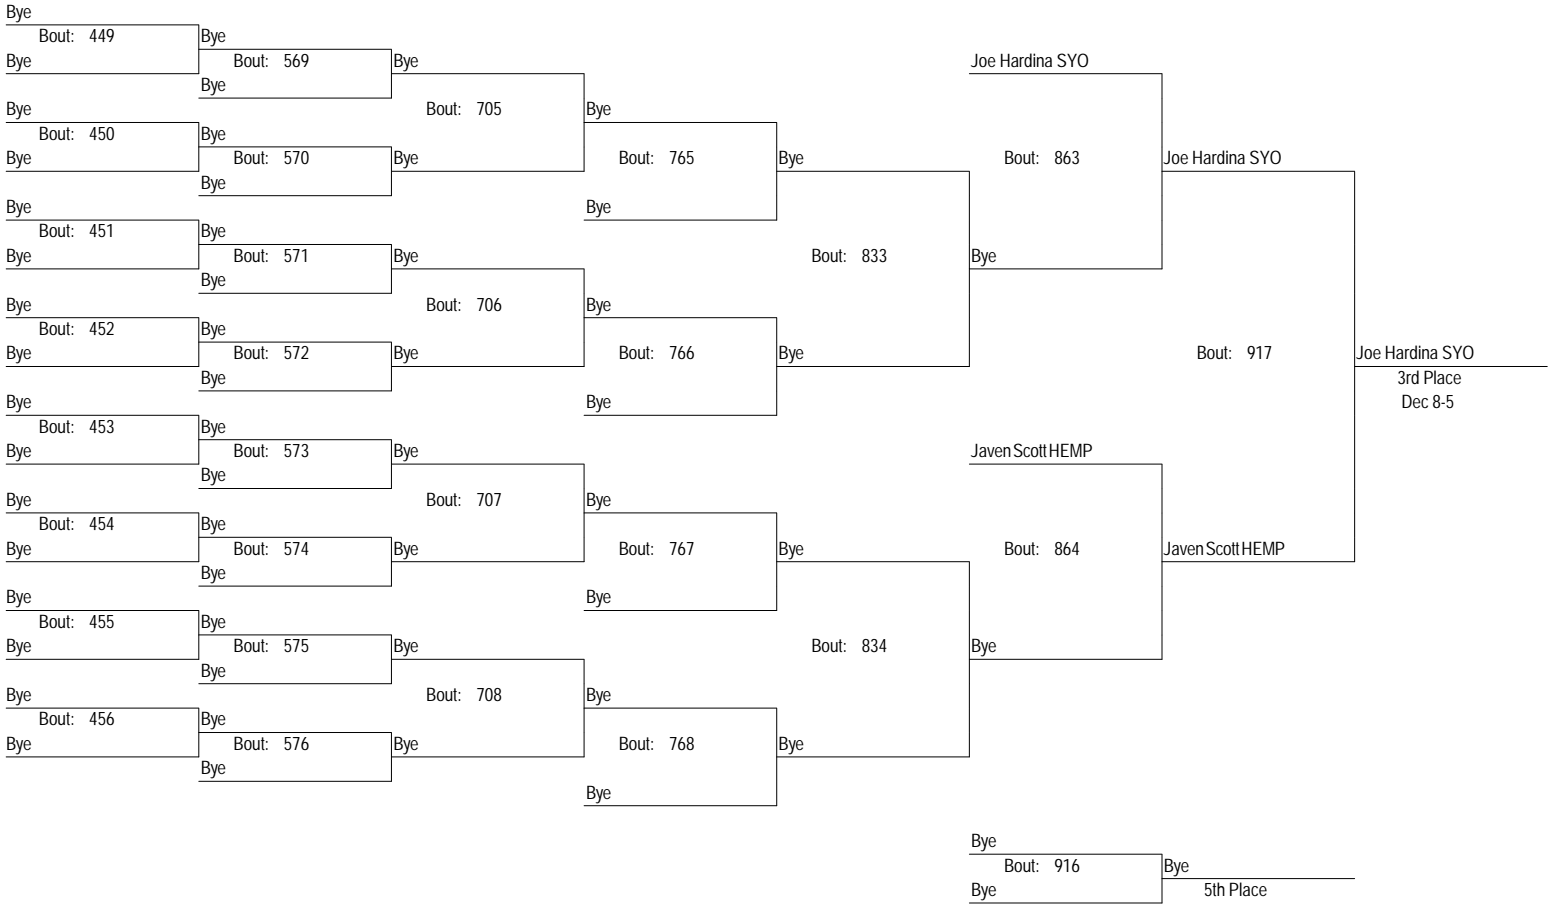 Bye
Bout: 449 Bye
Bye Bout: 569 Bye Joe Hardina SYO
Bye
Bye Bout: 705 Bye
Bout: 450 Bye
Bye Bout: 570 Bye Bout: 765 Bye Bout: 863 Joe Hardina SYO
Bye
Bye Bye
Bout: 451 Bye
Bye Bout: 571 Bye Bout: 833 Bye
Bye
Bye Bout: 706 Bye
Bout: 452 Bye
Bye Bout: 572 Bye Bout: 766 Bye Bout: 917 Joe Hardina SYO
Bye 3rd Place
Bye Bye Dec 8-5
Bout: 453 Bye
Bye Bout: 573 Bye Javen Scott HEMP
Bye
Bye Bout: 707 Bye
Bout: 454 Bye
Bye Bout: 574 Bye Bout: 767 Bye Bout: 864 Javen Scott HEMP
Bye
Bye Bye
Bout: 455 Bye
Bye Bout: 575 Bye Bout: 834 Bye
Bye
Bye Bout: 708 Bye
Bout: 456 Bye
Bye Bout: 576 Bye Bout: 768 Bye
Bye
Bye
Bye
Bout: 916 Bye
Bye 5th Place